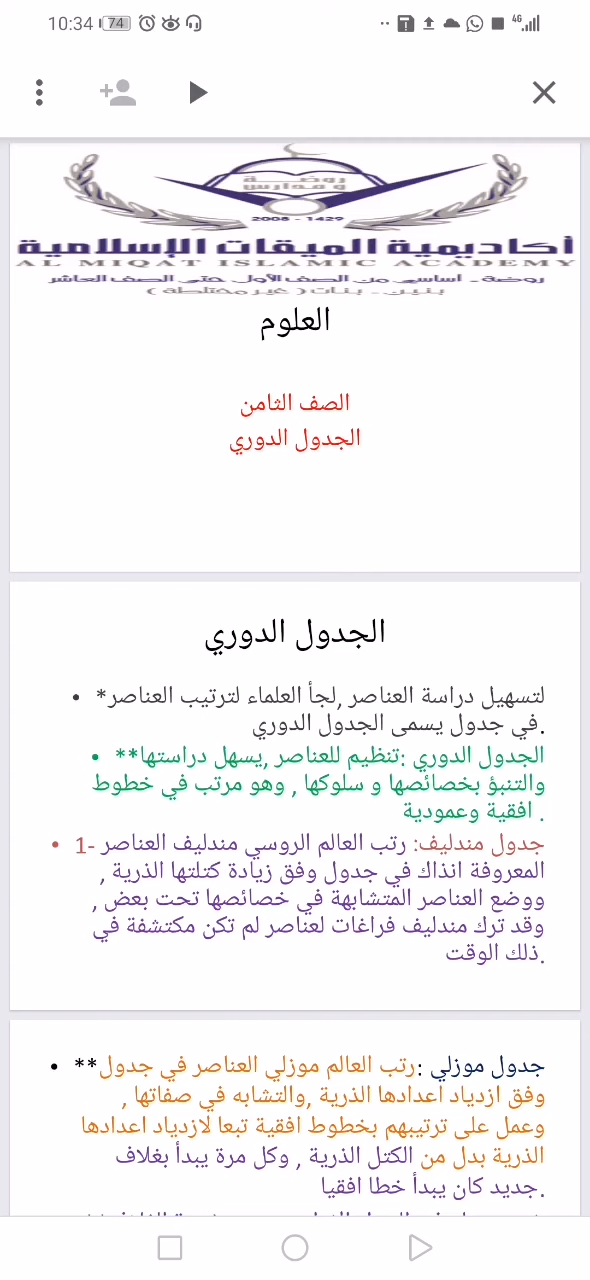 10:34
74
4G
روضة
و مدارس
2008 - 1429
أكاديمية الميقات الإسلامية
AL MIQAT ISLAMIC ACADEMY
روضة - أساسي من الصف الأول حتى الصف العاشر
بنين - بنات ( غير مختلطة )
العلوم
الصف الثامن
الجدول الدوري
الجدول الدوري
• *لتسهيل دراسة العناصر ,لجأ العلماء لترتيب العناصر
.في جدول يسمى الجدول الدوري
• **الجدول الدوري :تنظيم للعناصر ,يسهل دراستها
والتنبؤ بخصائصها و سلوكها , وهو مرتب في خطوط
. افقية وعمودية
• 1- جدول مندليف: رتب العالم الروسي مندليف العناصر
المعروفة انذاك في جدول وفق زيادة كتلتها الذرية ,
ووضع العناصر المتشابهة في خصائصها تحت بعض ,
وقد ترك مندليف فراغات لعناصر لم تكن مكتشفة في
.ذلك الوقت
• **جدول موزلي :رتب العالم موزلي العناصر في جدول
وفق ازدياد اعدادها الذرية ,والتشابه في صفاتها ,
وعمل على ترتيبهم بخطوط افقية تبعا لازدياد اعدادها
الذرية بدل من الكتل الذرية , وكل مرة يبدأ بغلاف
.جديد كان يبدأ خطا افقيا